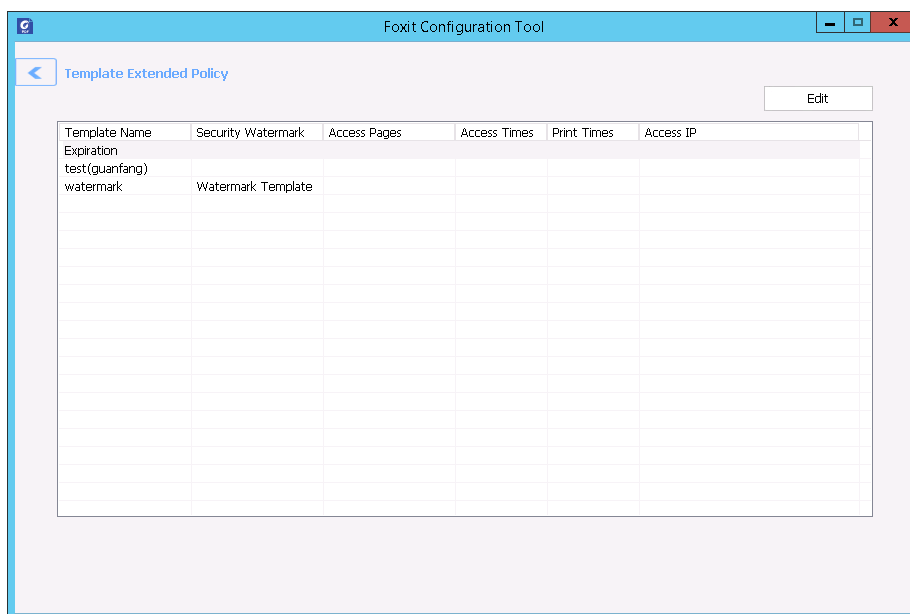 Foxit Configuration Tool
Template Extended Policy
Edit
Template Name Security Watermark Access Pages Access Times Print Times Access IP
Expiration
test(guanfang)
watermark Watermark Template